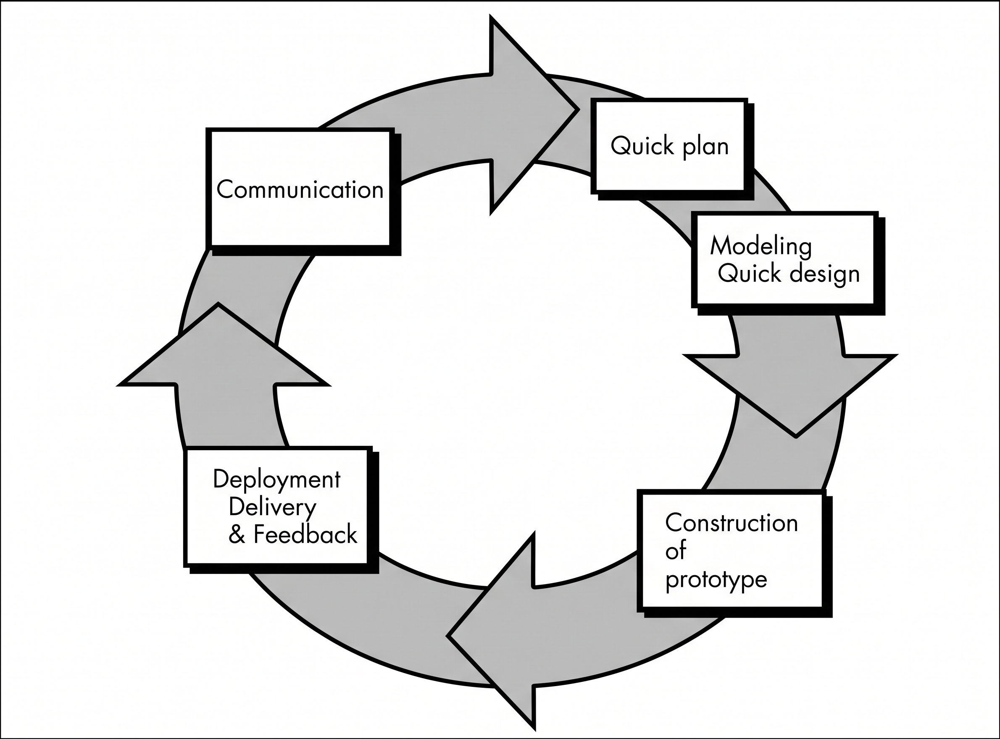 Communication
Quick plan
Modeling
Quick design
Construction
of
prototype
Deployment
Delivery
& Feedback